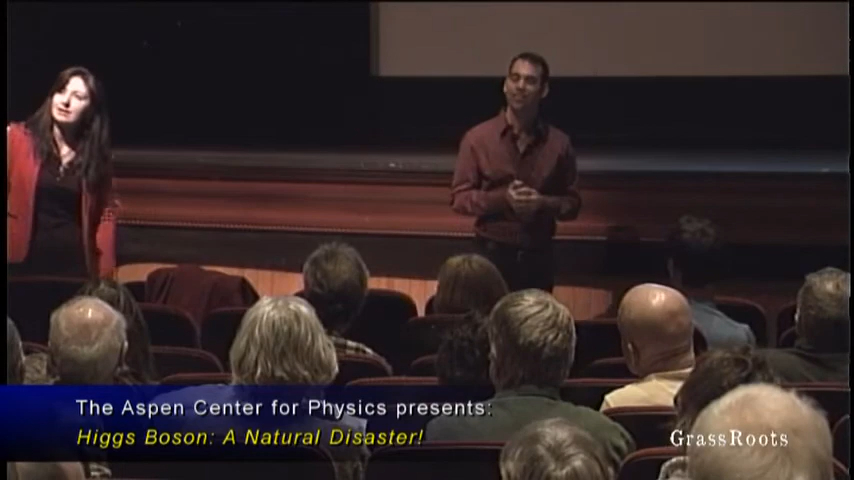 The Aspen Center for Physics presents:
Higgs Boson: A Natural Disaster!
GrassRoots